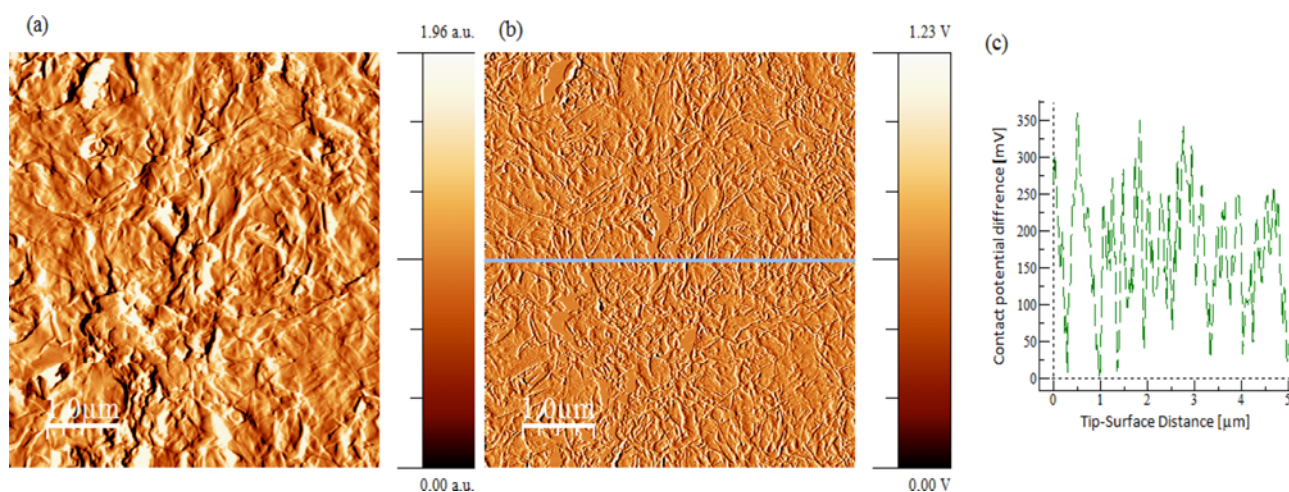 (a)
1.96 a.u.
0.00 a.u.
1.0µm
(b)
1.23 V
0.00 V
1.0µm
(c)
Contact potential diffrence [mV]
350
300
250
200
150
100
50
0
0 1 2 3 4 5
Tip-Surface Distance [µm]